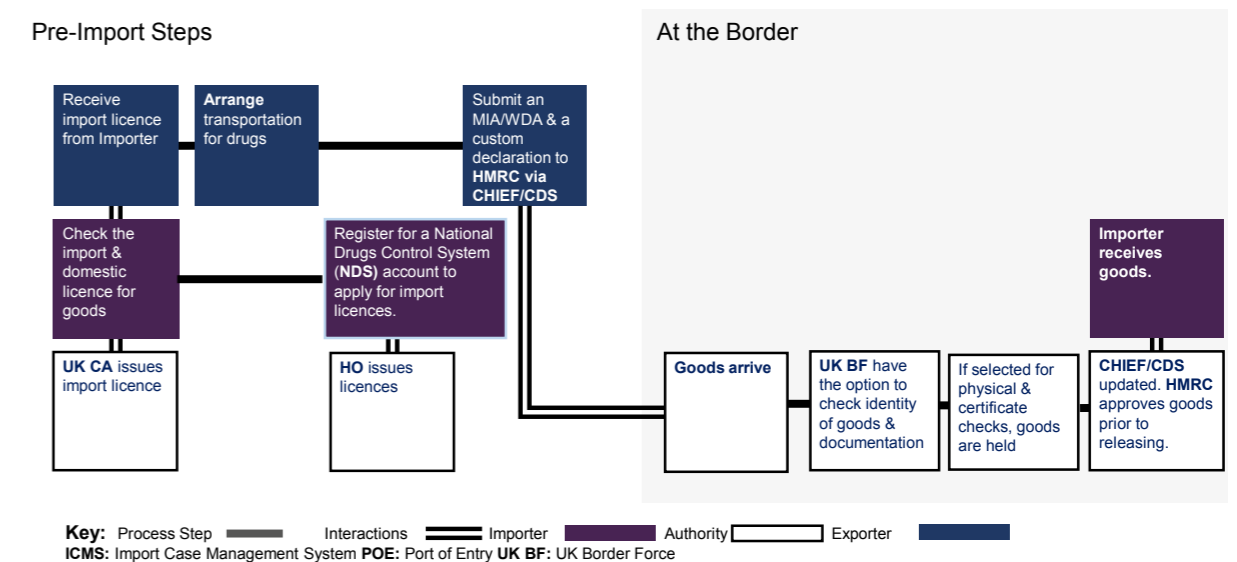 Pre-Import Steps
At the Border
Receive
import licence
from Importer
Arrange
transportation
for drugs
Submit an
MIA/WDA & a
custom
declaration to
HMRC via
CHIEF/CDS
Check the
import &
domestic
licence for
goods
Register for a National
Drugs Control System
(NDS) account to
apply for import
licences.
Importer
receives
goods.
UK CA issues
import licence
HO issues
licences
Goods arrive
UK BF have
the option to
check identity
of goods &
documentation
If selected for
physical &
certificate
checks, goods
are held
CHIEF/CDS
updated. HMRC
approves goods
prior to
releasing.
Key: Process Step Interactions Importer Authority Exporter
ICMS: Import Case Management System POE: Port of Entry UK BF: UK Border Force